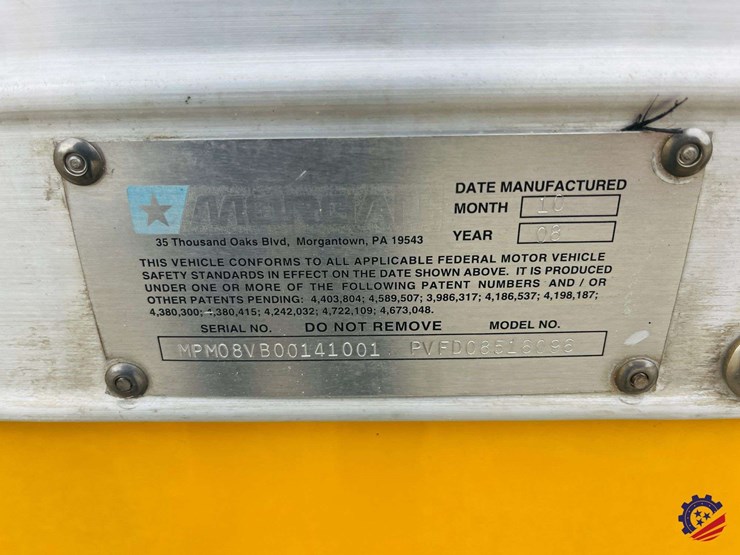 MORGAN
35 Thousand Oaks Blvd, Morgantown, PA 19543
DATE MANUFACTURED
MONTH 10
YEAR 08
THIS VEHICLE CONFORMS TO ALL APPLICABLE FEDERAL MOTOR VEHICLE
SAFETY STANDARDS IN EFFECT ON THE DATE SHOWN ABOVE. IT IS PRODUCED
UNDER ONE OR MORE OF THE FOLLOWING PATENT NUMBERS AND / OR
OTHER PATENTS PENDING: 4,403,804; 4,589,507; 3,986,317; 4,186,537; 4,198,187;
4,380,300; 4,380,415; 4,242,032; 4,722,109; 4,673,048.
SERIAL NO. DO NOT REMOVE MODEL NO.
MPM08VB00141001